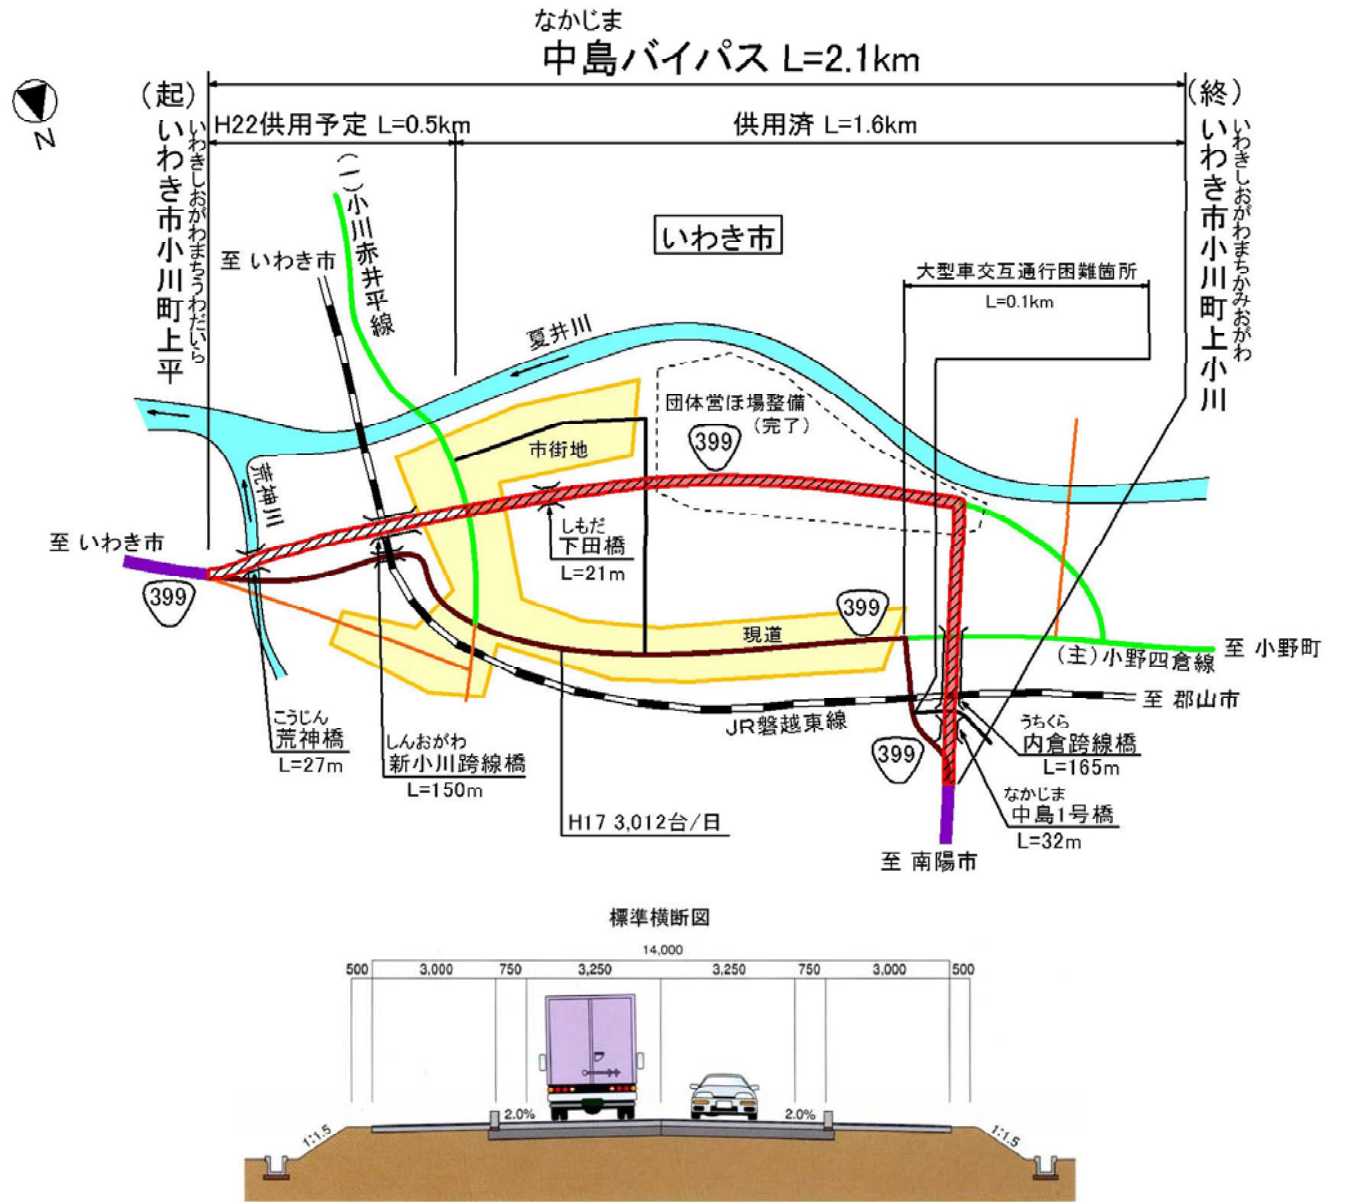 なかじま
中島バイパス L=2.1km
(起)
いわき市小川町上平
いわきしおがわまちうわだいら
H22供用予定 L=0.5km
供用済 L=1.6km
(終)
いわき市小川町上小川
いわきしおがわまちかみおがわ
N
(一)小川赤井平線
至 いわき市
いわき市
大型車交互通行困難箇所
L=0.1km
夏井川
団体営ほ場整備
(完了)
399
市街地
荒神川
至 いわき市
399
しもだ
下田橋
L=21m
399
現道
(主)小野四倉線
至 小野町
至 郡山市
JR磐越東線
こうじん
荒神橋
L=27m
しんおがわ
新小川跨線橋
L=150m
399
うちくら
内倉跨線橋
L=165m
なかじま
中島1号橋
L=32m
H17 3,012台/日
至 南陽市
標準横断図
14,000
500 3,000 750 3,250 3,250 750 3,000 500
2.0% 2.0%
1:1.5 1:1.5